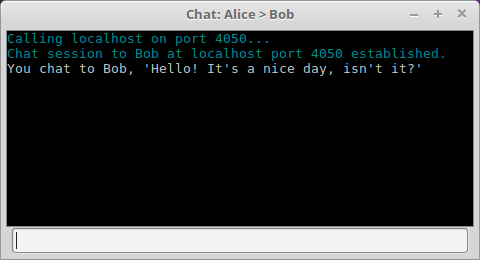 Chat: Alice > Bob
Calling localhost on port 4050...
Chat session to Bob at localhost port 4050 established.
You chat to Bob, 'Hello! It's a nice day, isn't it?'